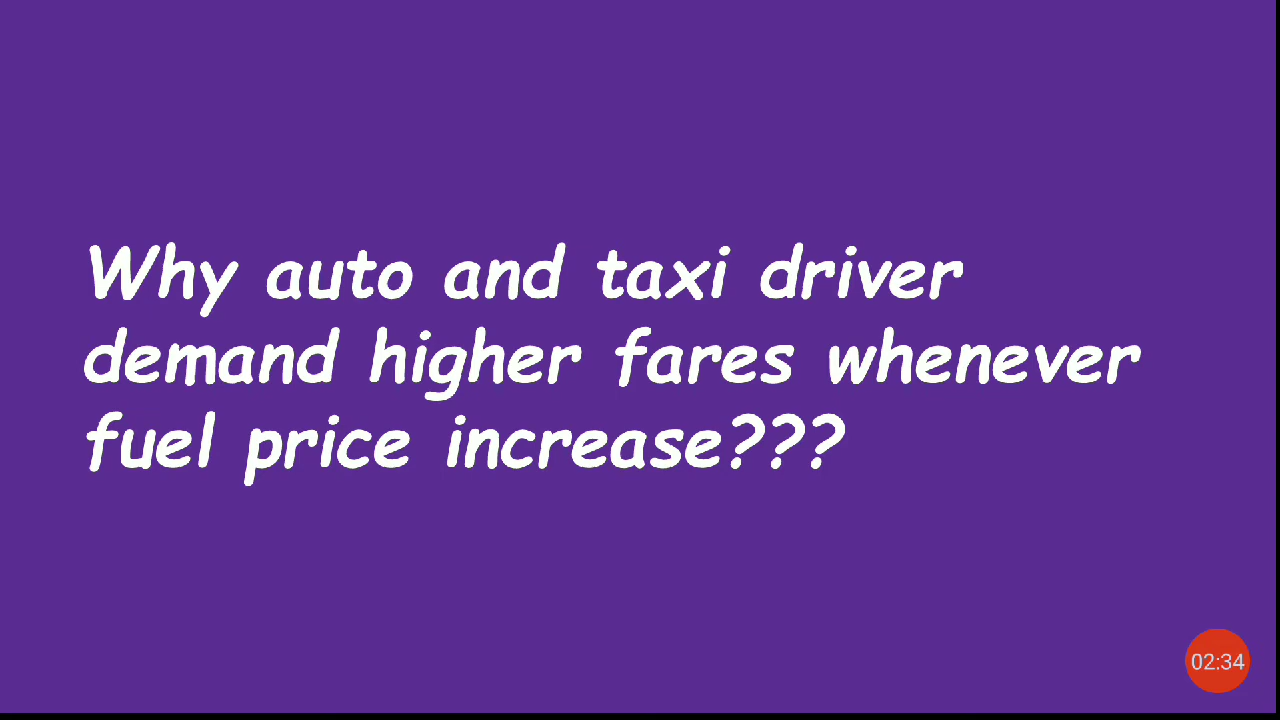 Why auto and taxi driver
demand higher fares whenever
fuel price increase???
02:34